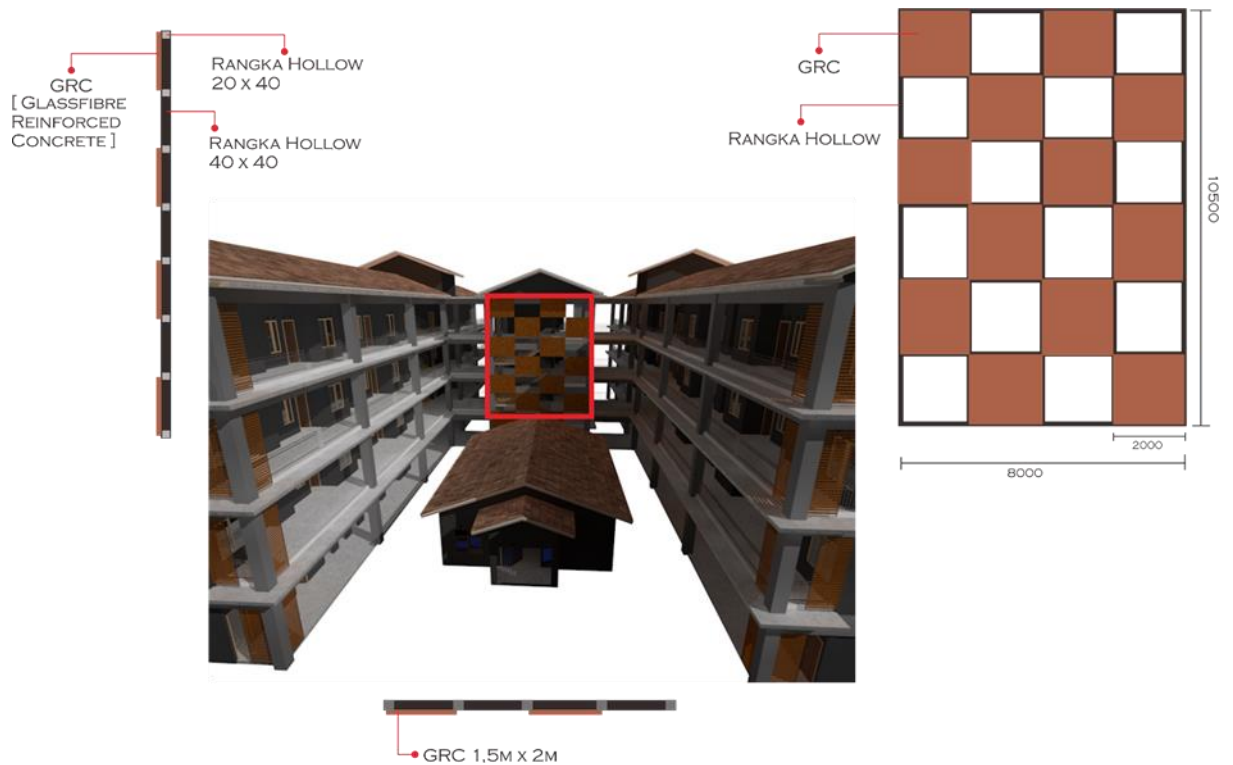 GRC
[ GLASSFIBRE
REINFORCED
CONCRETE ]
RANGKA HOLLOW
20 X 40
RANGKA HOLLOW
40 X 40
GRC
RANGKA HOLLOW
10500
2000
8000
GRC 1,5M X 2M